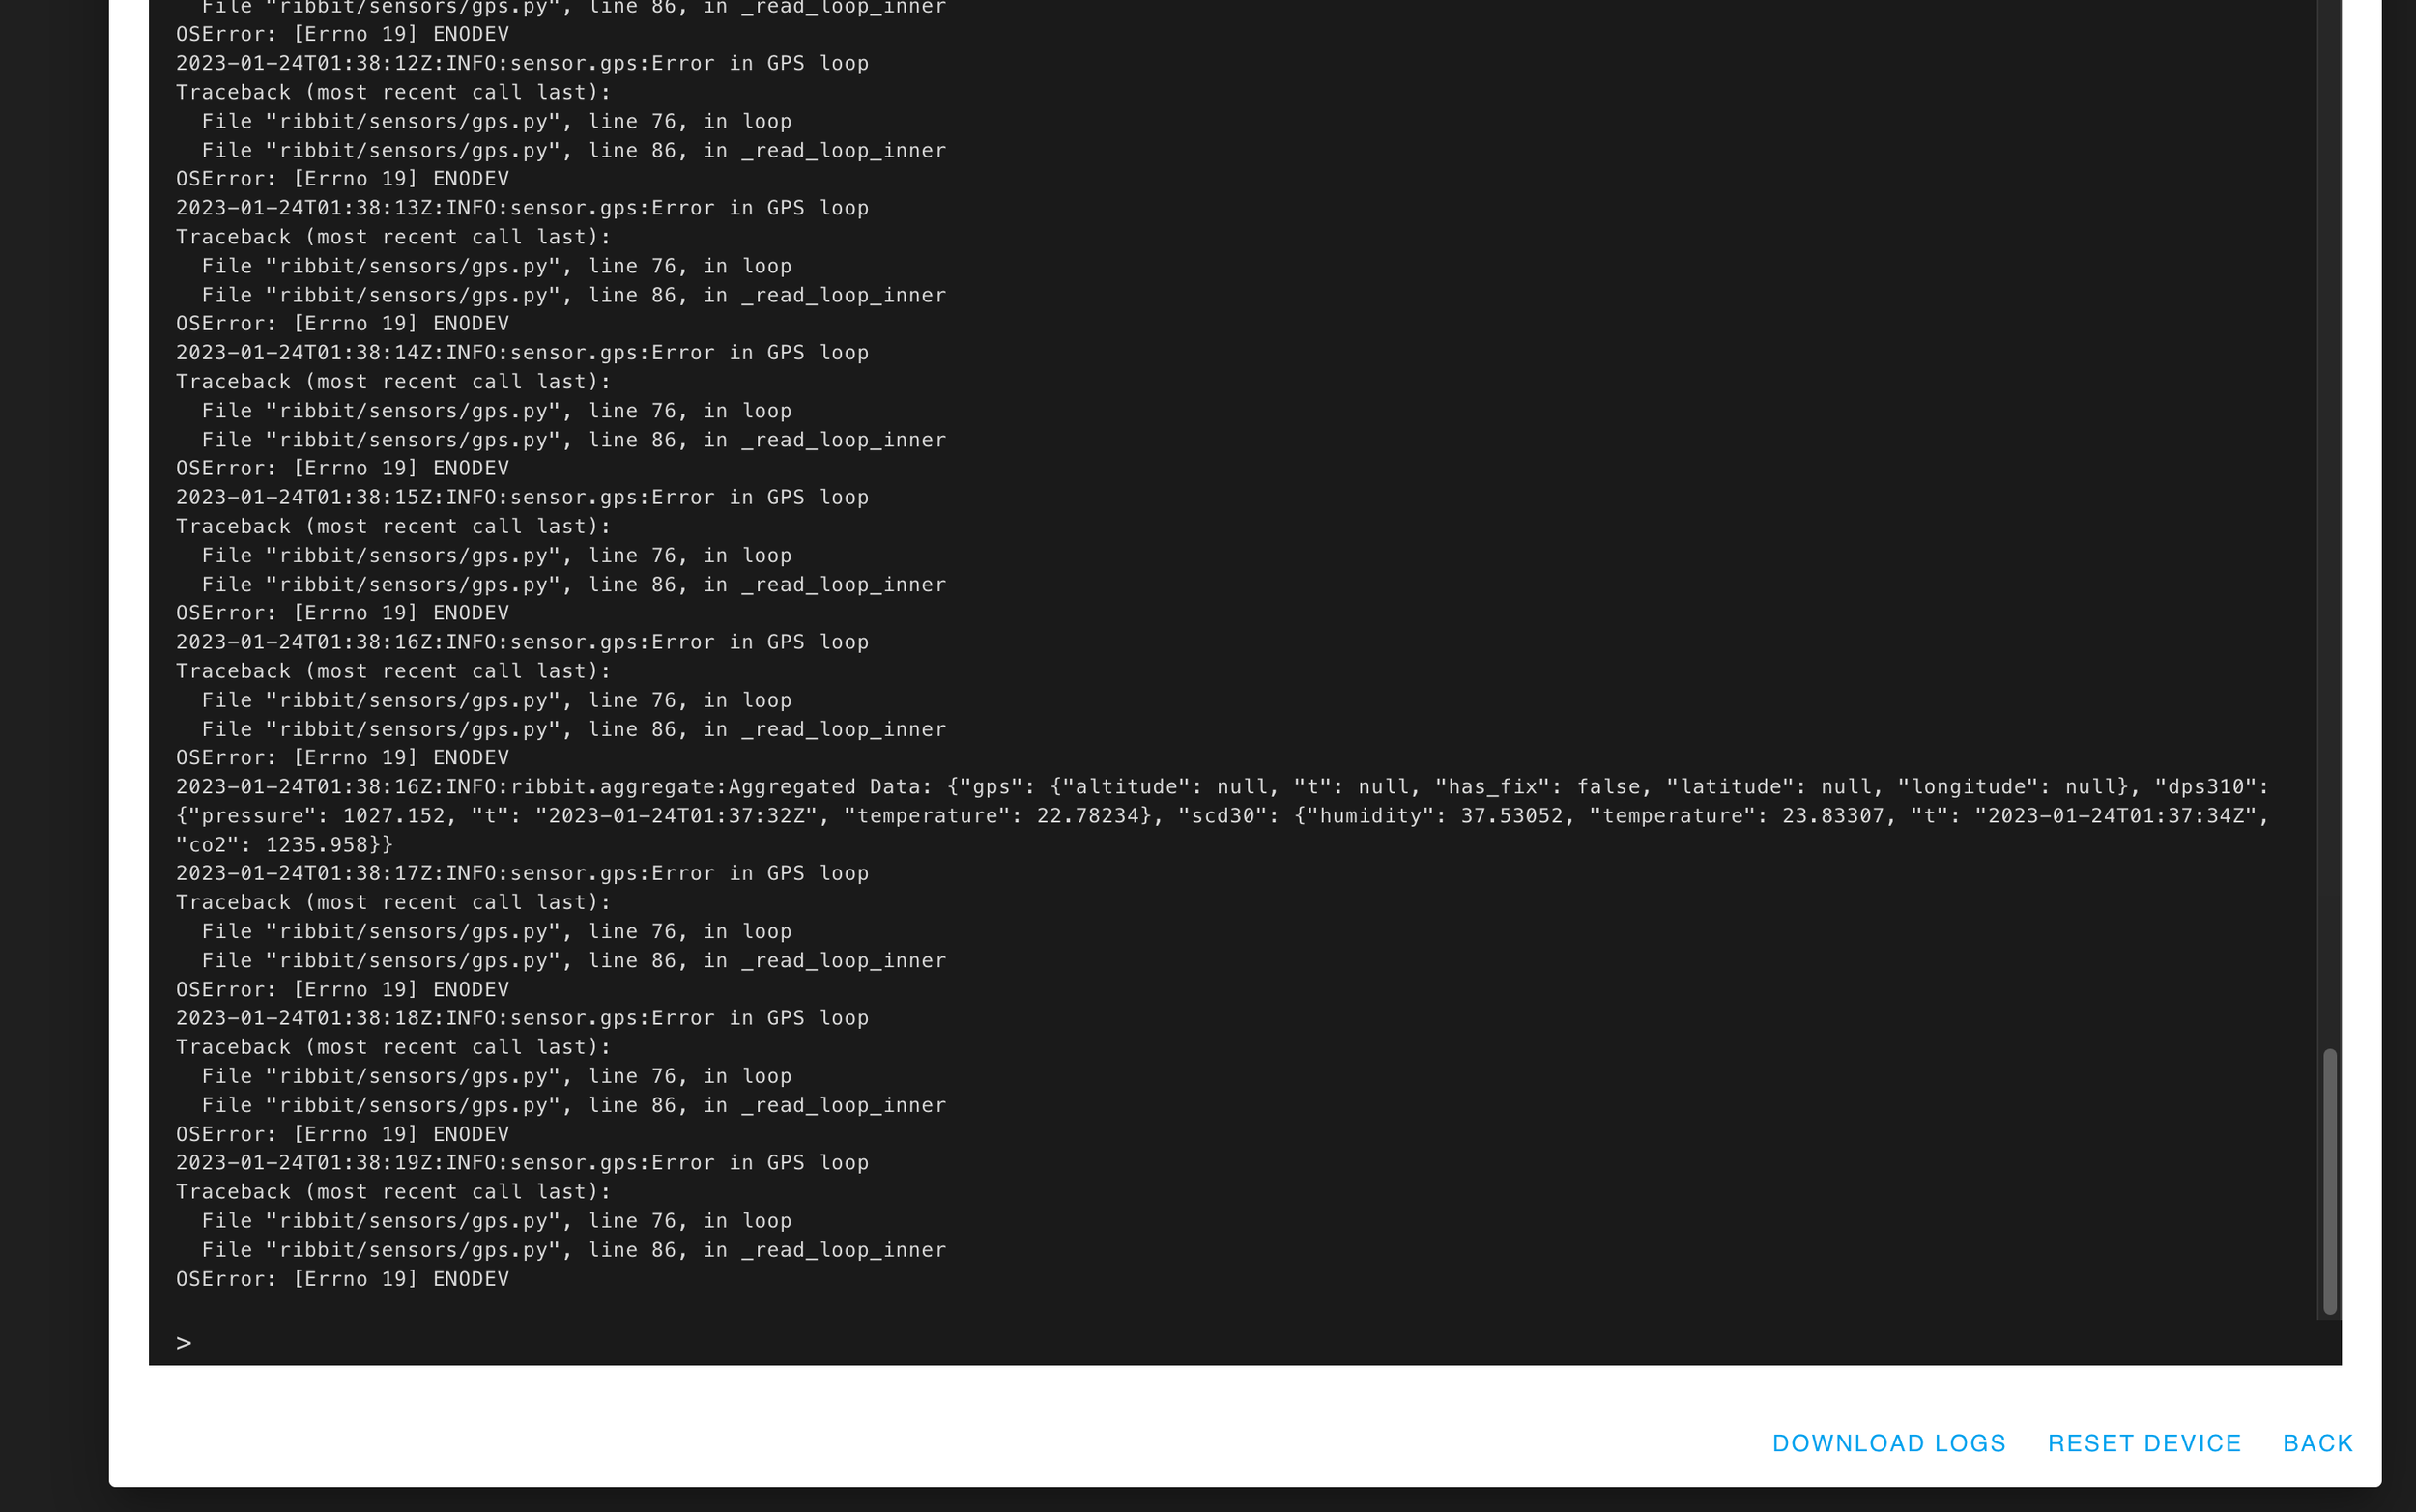 File "ribbit/sensors/gps.py", line 86, in _read_loop_inner
OSError: [Errno 19] ENODEV
2023-01-24T01:38:12Z:INFO:sensor.gps:Error in GPS loop
Traceback (most recent call last):
  File "ribbit/sensors/gps.py", line 76, in loop
  File "ribbit/sensors/gps.py", line 86, in _read_loop_inner
OSError: [Errno 19] ENODEV
2023-01-24T01:38:13Z:INFO:sensor.gps:Error in GPS loop
Traceback (most recent call last):
  File "ribbit/sensors/gps.py", line 76, in loop
  File "ribbit/sensors/gps.py", line 86, in _read_loop_inner
OSError: [Errno 19] ENODEV
2023-01-24T01:38:14Z:INFO:sensor.gps:Error in GPS loop
Traceback (most recent call last):
  File "ribbit/sensors/gps.py", line 76, in loop
  File "ribbit/sensors/gps.py", line 86, in _read_loop_inner
OSError: [Errno 19] ENODEV
2023-01-24T01:38:15Z:INFO:sensor.gps:Error in GPS loop
Traceback (most recent call last):
  File "ribbit/sensors/gps.py", line 76, in loop
  File "ribbit/sensors/gps.py", line 86, in _read_loop_inner
OSError: [Errno 19] ENODEV
2023-01-24T01:38:16Z:INFO:sensor.gps:Error in GPS loop
Traceback (most recent call last):
  File "ribbit/sensors/gps.py", line 76, in loop
  File "ribbit/sensors/gps.py", line 86, in _read_loop_inner
OSError: [Errno 19] ENODEV
2023-01-24T01:38:16Z:INFO:ribbit.aggregate:Aggregated Data: {"gps": {"altitude": null, "t": null, "has_fix": false, "latitude": null, "longitude": null}, "dps310":
{"pressure": 1027.152, "t": "2023-01-24T01:37:32Z", "temperature": 22.78234}, "scd30": {"humidity": 37.53052, "temperature": 23.83307, "t": "2023-01-24T01:37:34Z",
"co2": 1235.958}}
2023-01-24T01:38:17Z:INFO:sensor.gps:Error in GPS loop
Traceback (most recent call last):
  File "ribbit/sensors/gps.py", line 76, in loop
  File "ribbit/sensors/gps.py", line 86, in _read_loop_inner
OSError: [Errno 19] ENODEV
2023-01-24T01:38:18Z:INFO:sensor.gps:Error in GPS loop
Traceback (most recent call last):
  File "ribbit/sensors/gps.py", line 76, in loop
  File "ribbit/sensors/gps.py", line 86, in _read_loop_inner
OSError: [Errno 19] ENODEV
2023-01-24T01:38:19Z:INFO:sensor.gps:Error in GPS loop
Traceback (most recent call last):
  File "ribbit/sensors/gps.py", line 76, in loop
  File "ribbit/sensors/gps.py", line 86, in _read_loop_inner
OSError: [Errno 19] ENODEV
>
DOWNLOAD LOGS RESET DEVICE BACK